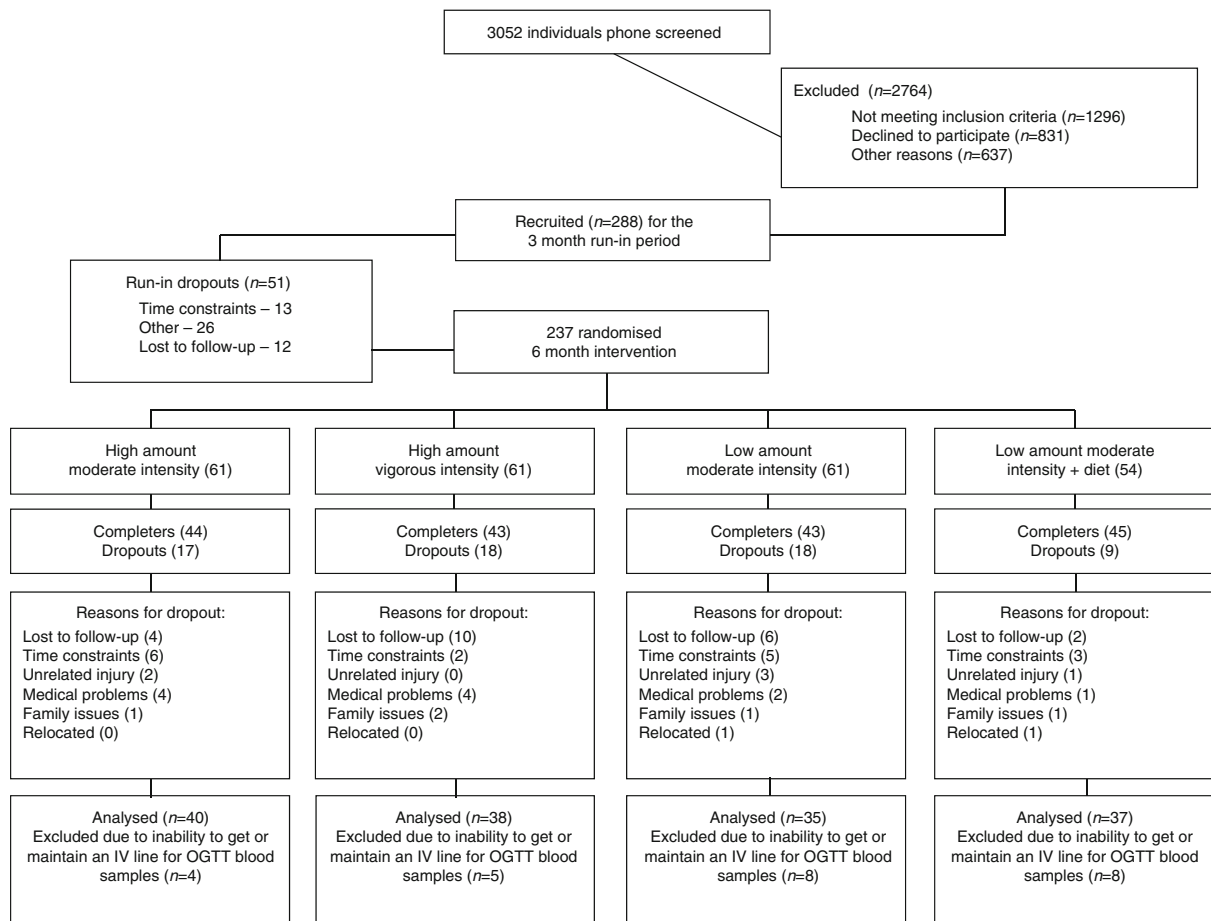 3052 individuals phone screened
Excluded (n=2764)
Not meeting inclusion criteria (n=1296)
Declined to participate (n=831)
Other reasons (n=637)
Recruited (n=288) for the
3 month run-in period
Run-in dropouts (n=51)
Time constraints – 13
Other – 26
Lost to follow-up – 12
237 randomised
6 month intervention
High amount
moderate intensity (61)
Completers (44)
Dropouts (17)
Reasons for dropout:
Lost to follow-up (4)
Time constraints (6)
Unrelated injury (2)
Medical problems (4)
Family issues (1)
Relocated (0)
Analysed (n=40)
Excluded due to inability to get or
maintain an IV line for OGTT blood
samples (n=4)
High amount
vigorous intensity (61)
Completers (43)
Dropouts (18)
Reasons for dropout:
Lost to follow-up (10)
Time constraints (2)
Unrelated injury (0)
Medical problems (4)
Family issues (2)
Relocated (0)
Analysed (n=38)
Excluded due to inability to get or
maintain an IV line for OGTT blood
samples (n=5)
Low amount
moderate intensity (61)
Completers (43)
Dropouts (18)
Reasons for dropout:
Lost to follow-up (6)
Time constraints (5)
Unrelated injury (3)
Medical problems (2)
Family issues (1)
Relocated (1)
Analysed (n=35)
Excluded due to inability to get or
maintain an IV line for OGTT blood
samples (n=8)
Low amount moderate
intensity + diet (54)
Completers (45)
Dropouts (9)
Reasons for dropout:
Lost to follow-up (2)
Time constraints (3)
Unrelated injury (1)
Medical problems (1)
Family issues (1)
Relocated (1)
Analysed (n=37)
Excluded due to inability to get or
maintain an IV line for OGTT blood
samples (n=8)